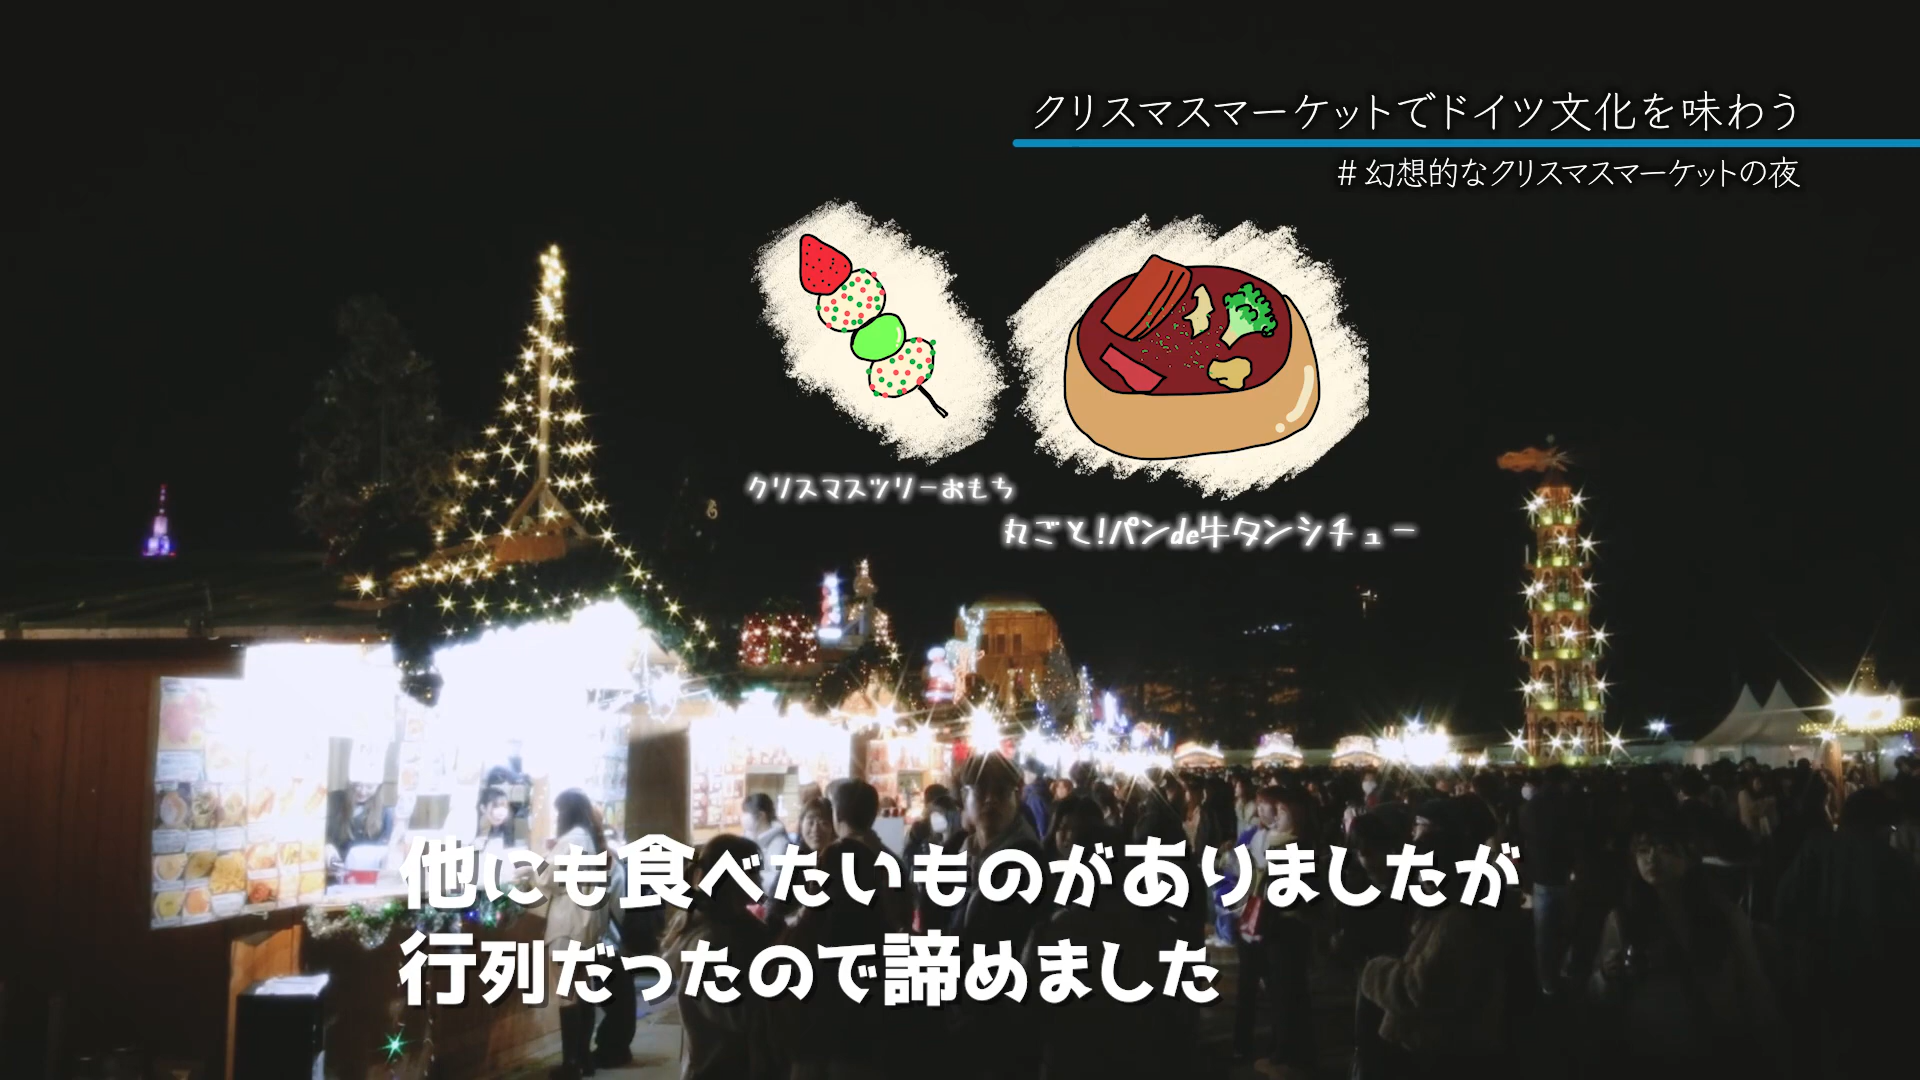 クリスマスマーケットでドイツ文化を味わう
#幻想的なクリスマスマーケットの夜
クリスマスツリーおもち
丸ごと!パンde牛タンシチュー
他にも食べたいものがありましたが
行列だったので諦めました